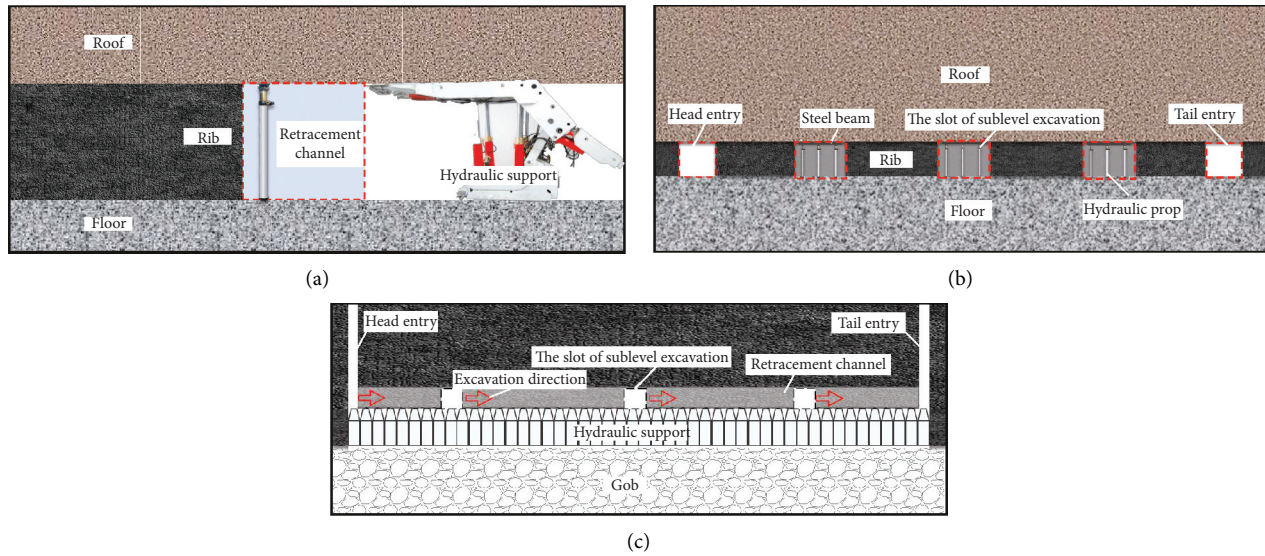 Roof
Rib
Retracement
channel
Hydraulic support
Floor
(a)
Roof
Head
entry
Steel beam
The slot of sublevel excavation
Tail
entry
Rib
Floor
Hydraulic prop
(b)
Head entry
Tail entry
The slot of sublevel excavation
Retracement channel
Excavation direction
Hydraulic support
Gob
(c)